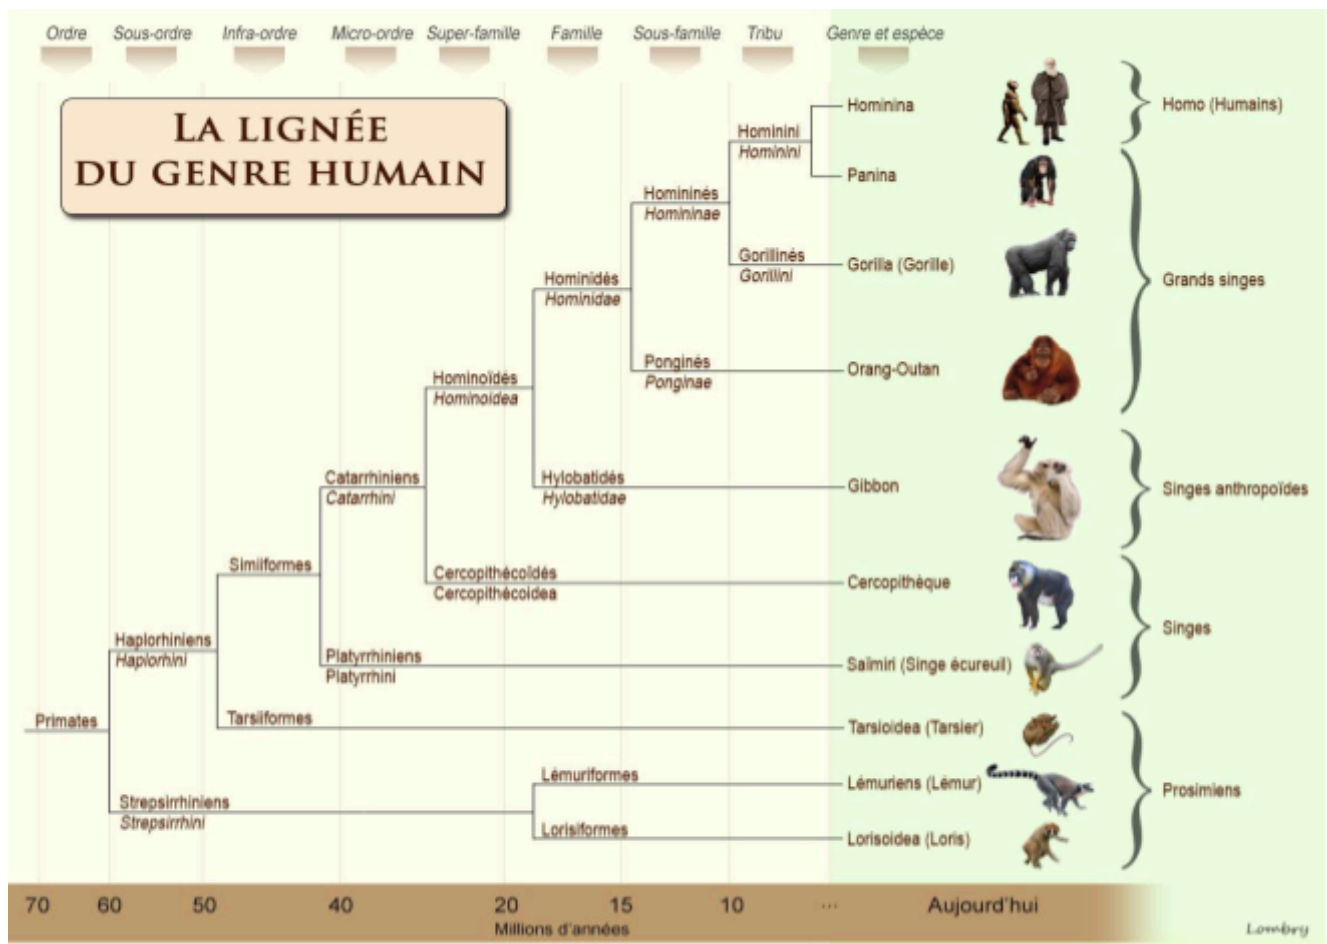 Ordre Sous-ordre Infra-ordre Micro-ordre Super-famille Famille Sous-famille Tribu Genre et espèce
LA LIGNÉE
DU GENRE HUMAIN
Hominina
Homo (Humains)
Hominini
Hominini
Panina
Homininés
Homininae
Gorillinés
Gorillini
Gorilla (Gorille)
Grands singes
Hominidés
Hominidae
Ponginés
Ponginae
Orang-Outan
Hominoïdés
Hominoidea
Catarrhiniens
Catarrhini
Hylobatidés
Hylobatidae
Gibbon
Singes anthropoïdes
Simiiformes
Cercopithécoïdés
Cercopithécoidea
Cercopithèque
Singes
Haplorhiniens
Haplorhini
Platyrrhiniens
Platyrrhini
Saïmiri (Singe écureuil)
Primates
Tarsiiformes
Tarsioidea (Tarsier)
Lémuriformes
Lémuriens (Lémur)
Prosimiens
Strepsirrhiniens
Strepsirrhini
Lorisiformes
Lorisoidea (Loris)
70 60 50 40 20 15 10 ... Aujourd'hui
Millions d'années
Lombry